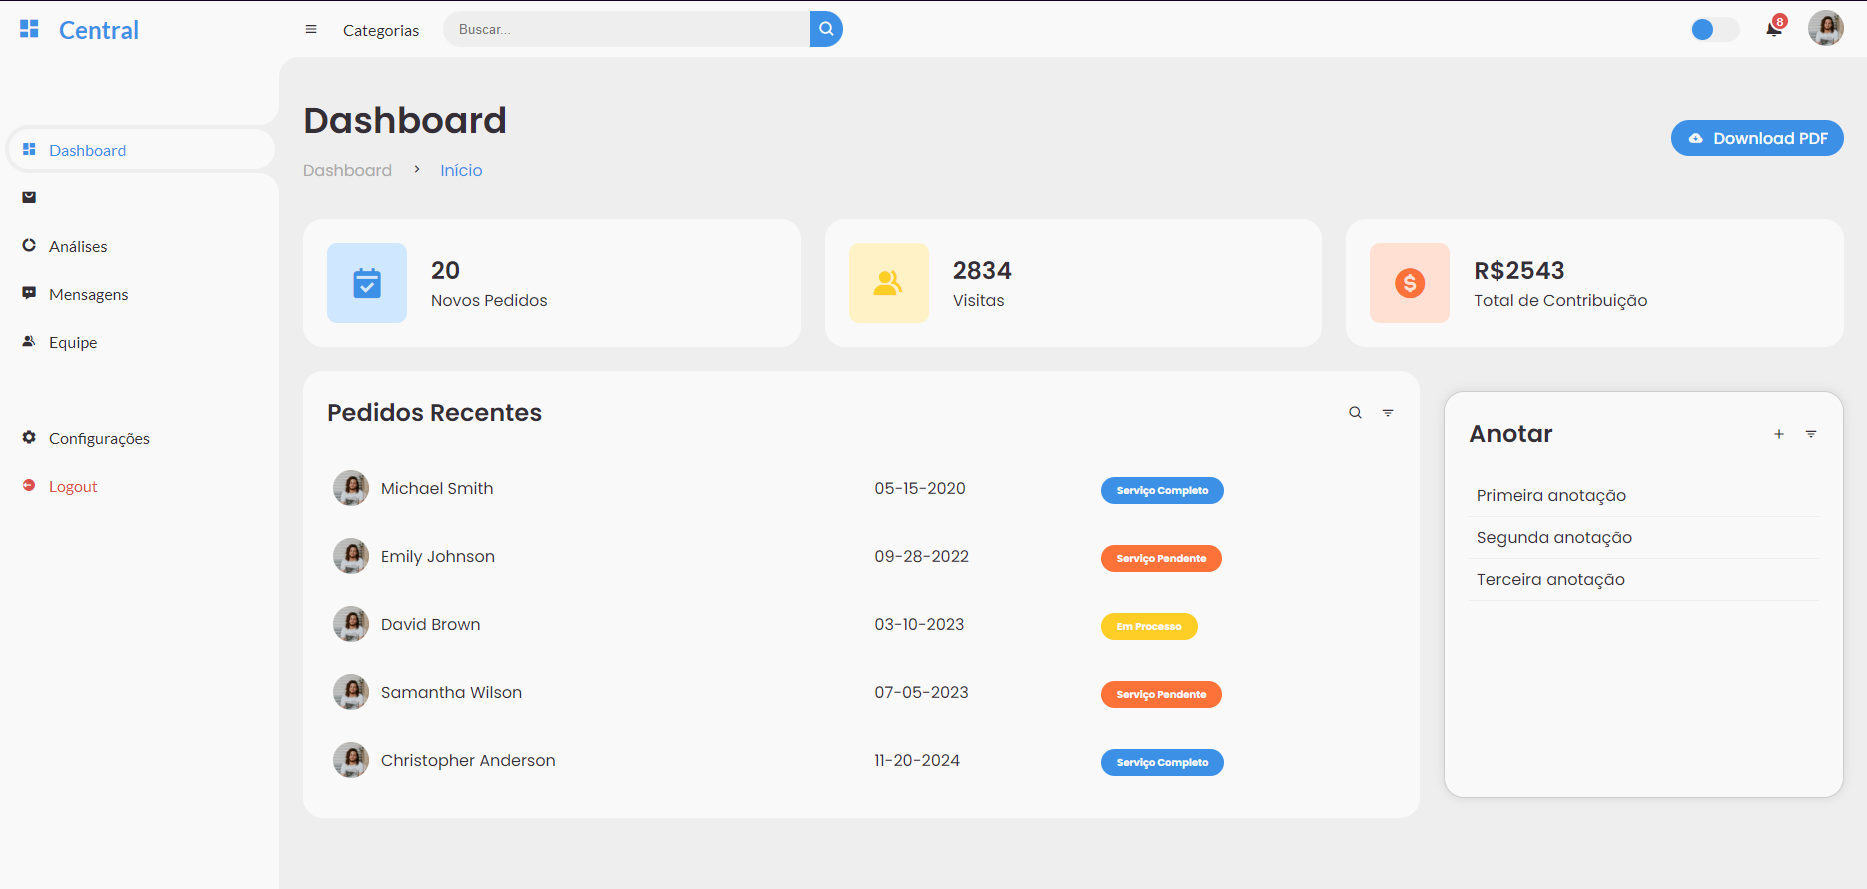 Central
Categorias
Buscar...
8
Dashboard
Análises
Mensagens
Equipe
Configurações
Logout
Dashboard
Dashboard > Início
Download PDF
20
Novos Pedidos
2834
Visitas
R$2543
Total de Contribuição
Pedidos Recentes
Michael Smith 05-15-2020 Serviço Completo
Emily Johnson 09-28-2022 Serviço Pendente
David Brown 03-10-2023 Em Processo
Samantha Wilson 07-05-2023 Serviço Pendente
Christopher Anderson 11-20-2024 Serviço Completo
Anotar
Primeira anotação
Segunda anotação
Terceira anotação